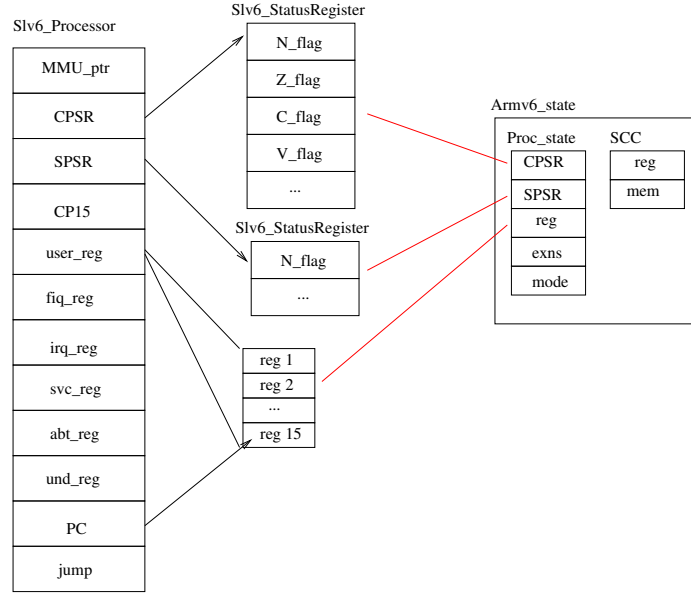 Slv6_Processor
MMU_ptr
CPSR
SPSR
CP15
user_reg
fiq_reg
irq_reg
svc_reg
abt_reg
und_reg
PC
jump
Slv6_StatusRegister
N_flag
Z_flag
C_flag
V_flag
...
Slv6_StatusRegister
N_flag
...
reg 1
reg 2
...
reg 15
Armv6_state
Proc_state
CPSR
SPSR
reg
exns
mode
SCC
reg
mem